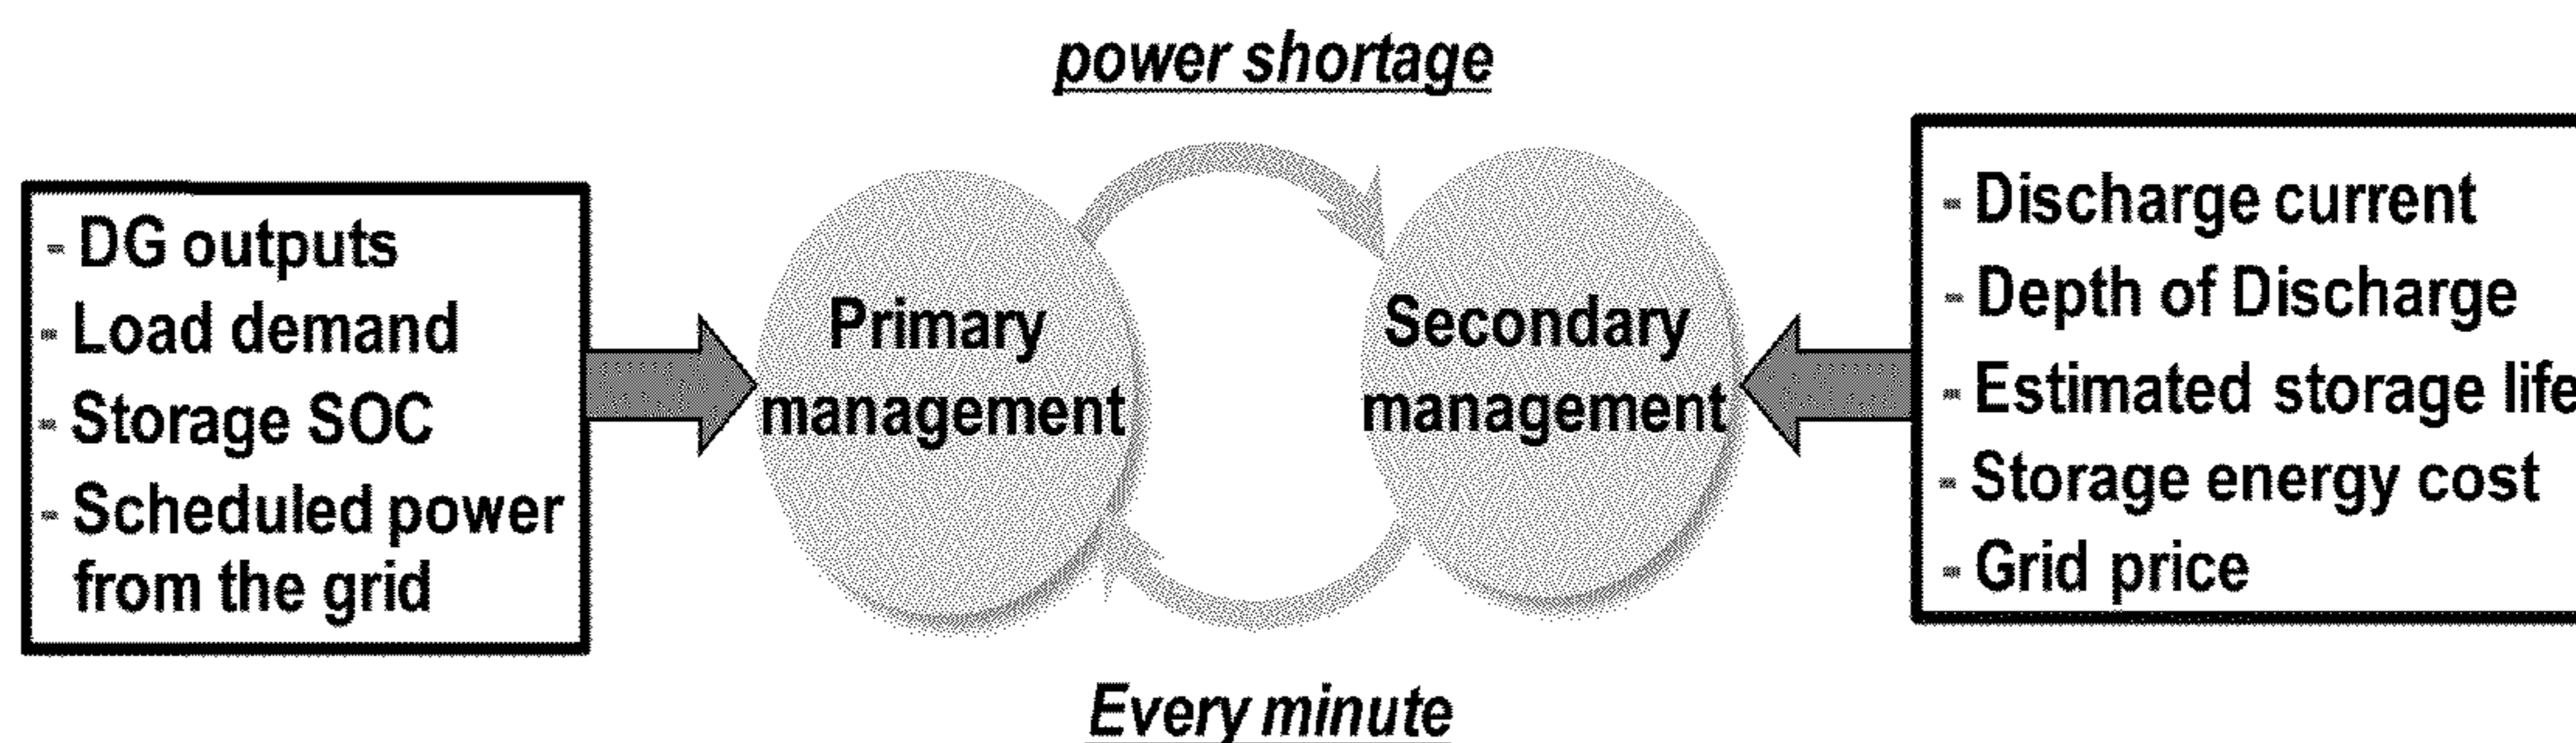 power shortage
- DG outputs
- Load demand
- Storage SOC
- Scheduled power
from the grid
Primary
management
Secondary
management
- Discharge current
- Depth of Discharge
- Estimated storage life
- Storage energy cost
- Grid price
Every minute